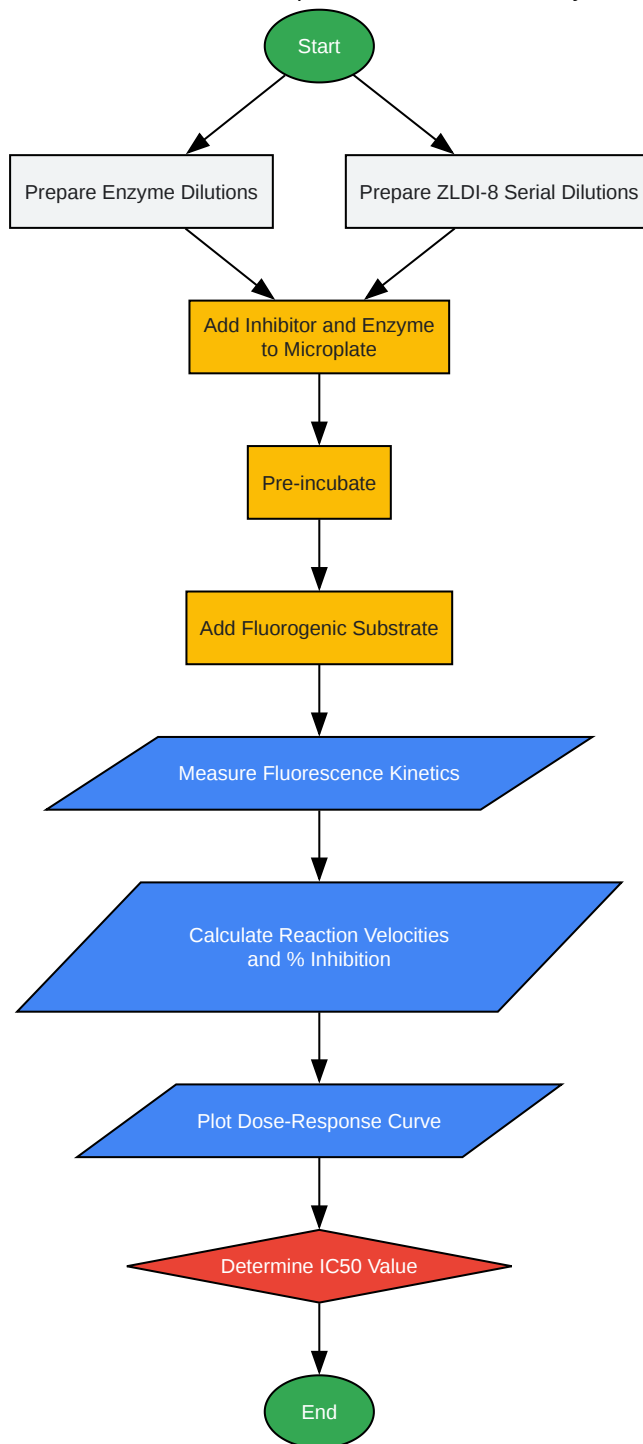 Start
Prepare Enzyme Dilutions
Prepare ZLDI-8 Serial Dilutions
Add Inhibitor and Enzyme
to Microplate
Pre-incubate
Add Fluorogenic Substrate
Measure Fluorescence Kinetics
Calculate Reaction Velocities
and % Inhibition
Plot Dose-Response Curve
Determine IC50 Value
End